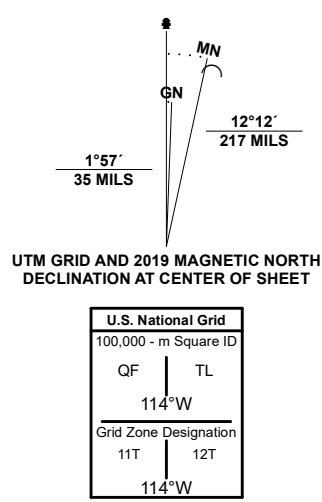 MN
GN
12°12´
217 MILS
1°57´
35 MILS
UTM GRID AND 2019 MAGNETIC NORTH
DECLINATION AT CENTER OF SHEET
U.S. National Grid
100,000 - m Square ID
QF TL
114°W
Grid Zone Designation
11T 12T
114°W